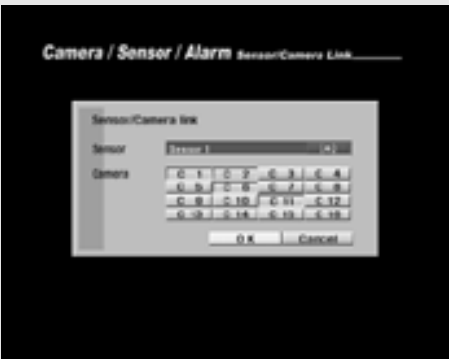 Camera / Sensor / Alarm Sensor/Camera Link
Sensor/Camera link
Sensor Sensor 1
Camera C 1 C 2 C 3 C 4
C 5 C 6 C 7 C 8
C 9 C 10 C 11 C 12
C 13 C 14 C 15 C 16
OK Cancel